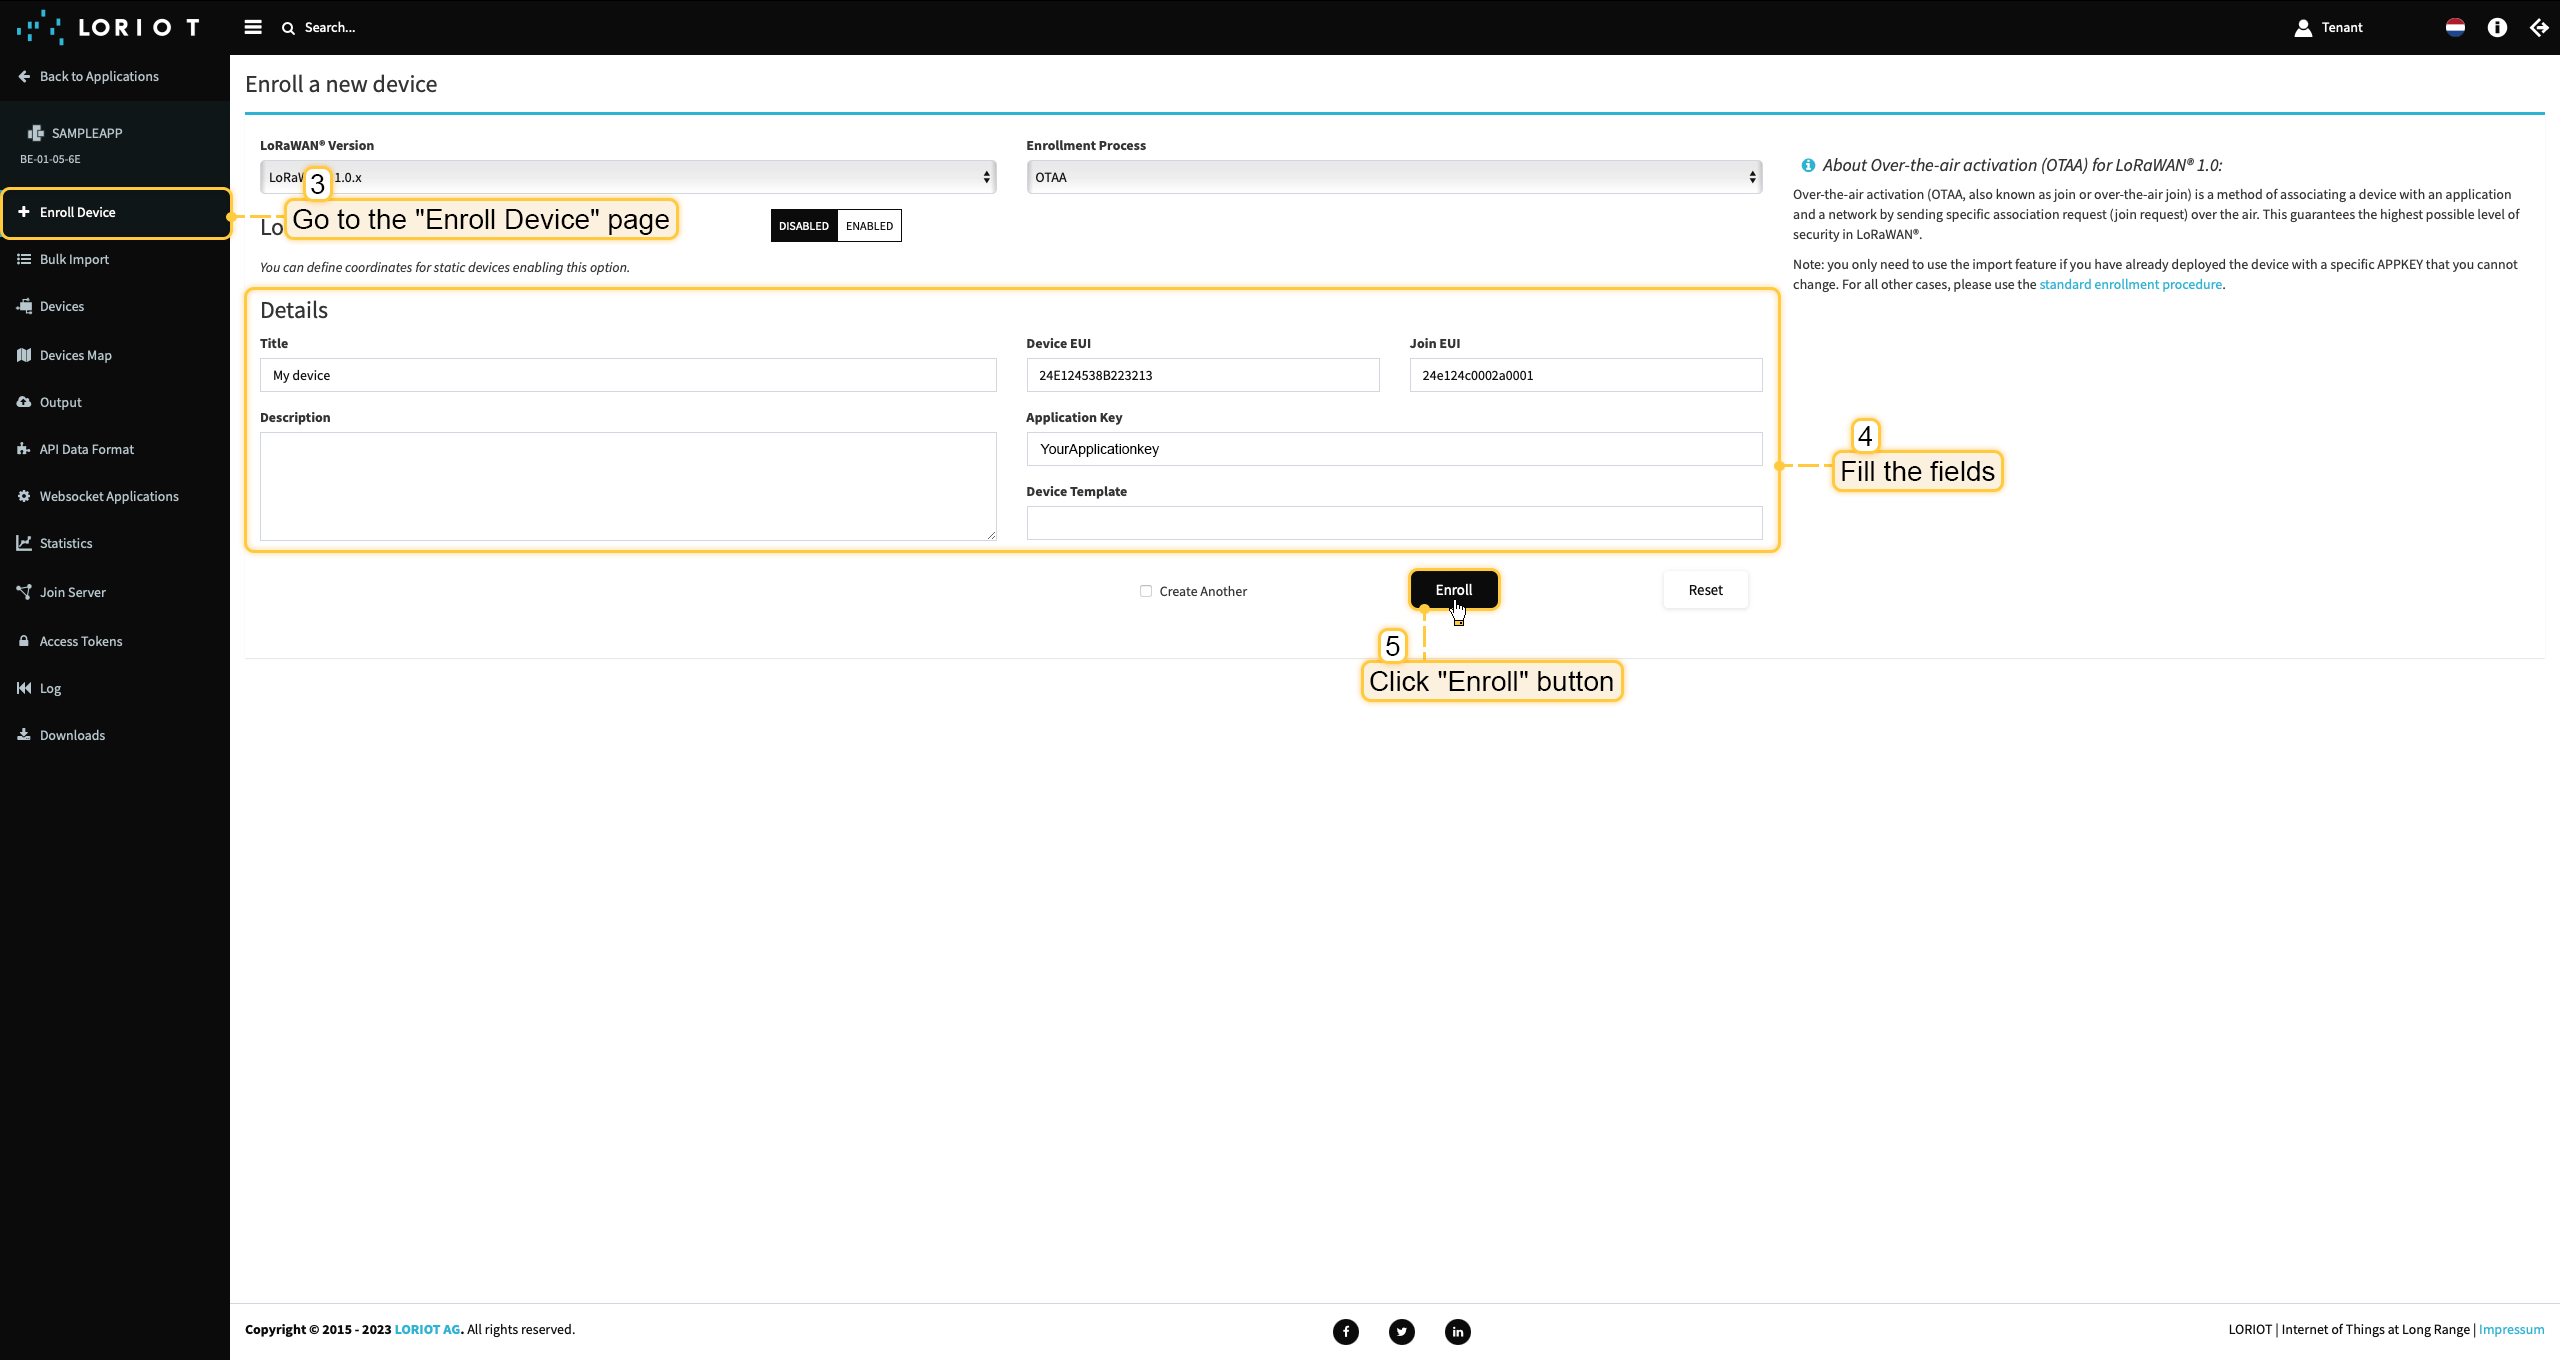 LORIOT
Search...
Tenant
Back to Applications
SAMPLEAPP
BE-01-05-6E
Enroll Device
Bulk Import
Devices
Devices Map
Output
API Data Format
Websocket Applications
Statistics
Join Server
Access Tokens
Log
Downloads
Enroll a new device
LoRaWAN® Version
Enrollment Process
LoRaW 1.0.x
OTAA
3
Go to the "Enroll Device" page
Lo
DISABLED
ENABLED
You can define coordinates for static devices enabling this option.
Details
Title
Device EUI
Join EUI
My device
24E124538B223213
24e124c0002a0001
Description
Application Key
YourApplicationkey
Device Template
Create Another
Enroll
Reset
4
Fill the fields
5
Click "Enroll" button
About Over-the-air activation (OTAA) for LoRaWAN® 1.0:
Over-the-air activation (OTAA, also known as join or over-the-air join) is a method of associating a device with an application
and a network by sending specific association request (join request) over the air. This guarantees the highest possible level of
security in LoRaWAN®.
Note: you only need to use the import feature if you have already deployed the device with a specific APPKEY that you cannot
change. For all other cases, please use the standard enrollment procedure.
Copyright © 2015 - 2023 LORIOT AG. All rights reserved.
LORIOT | Internet of Things at Long Range | Impressum